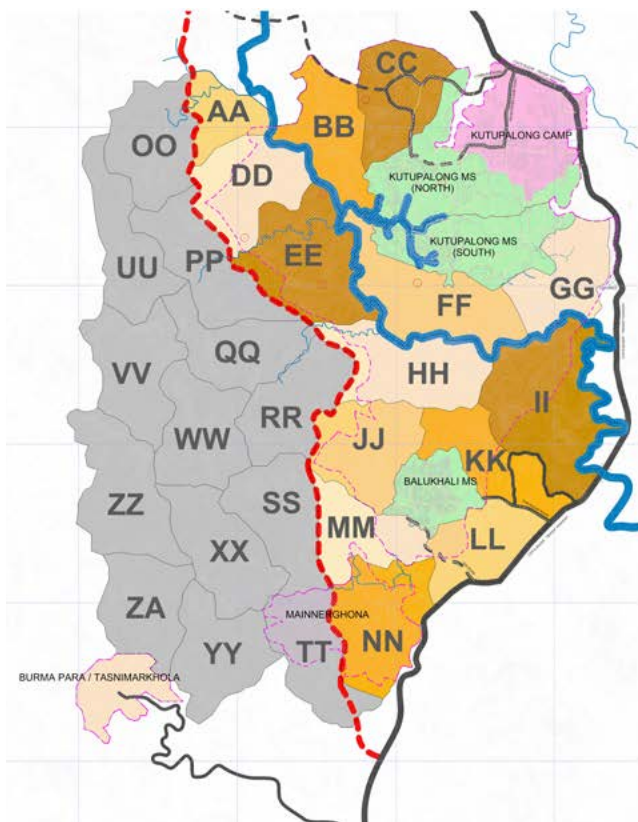 CC
AA
BB
KUTUPALONG CAMP
OO
DD
KUTUPALONG MS
(NORTH)
KUTUPALONG MS
(SOUTH)
EE
PP
UU
GG
FF
QQ
HH
VV
II
RR
JJ
WW
KK
BALUKHALI MS
SS
ZZ
MM
LL
XX
ZA
MAINNERGHONA
NN
TT
YY
BURMA PARA / TASNIMARKHOLA